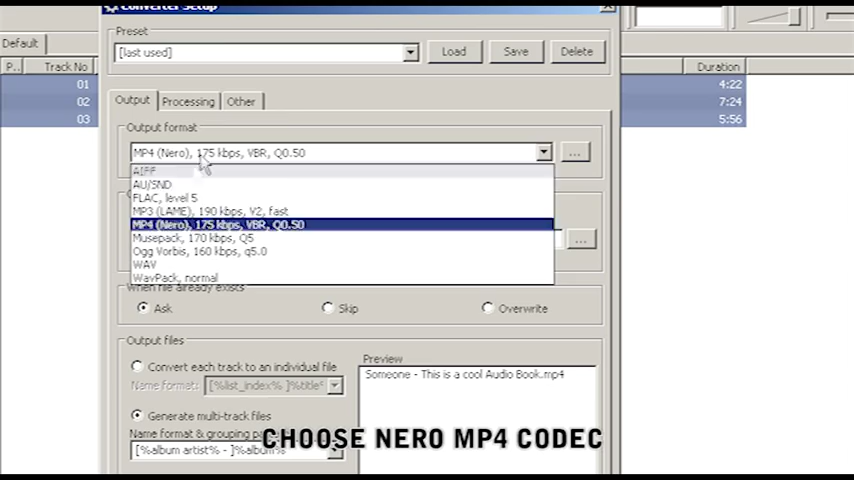 Converter Setup
Preset
[last used]
Load
Save
Delete
Default
P..
Track No
Duration
01
4:22
02
7:24
03
5:56
Output
Processing
Other
Output format
MP4 (Nero), 175 kbps, VBR, Q0.50
...
AIFF
AU/SND
FLAC, level 5
MP3 (LAME), 190 kbps, V2, fast
MP4 (Nero), 175 kbps, VBR, Q0.50
Musepack, 170 kbps, Q5
Ogg Vorbis, 160 kbps, q5.0
WAV
WavPack, normal
...
When file already exists
Ask
Skip
Overwrite
Output files
Convert each track to an individual file
Name format:
[%list_index% ]%title%
Generate multi-track files
Name format & grouping
[%album artist% - ]%album%
Preview
Someone - This is a cool Audio Book.mp4
CHOOSE NERO MP4 CODEC